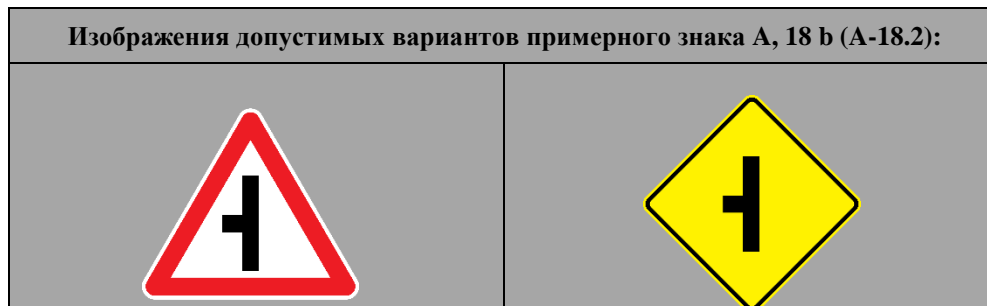 Изображения допустимых вариантов примерного знака A, 18 b (A-18.2):